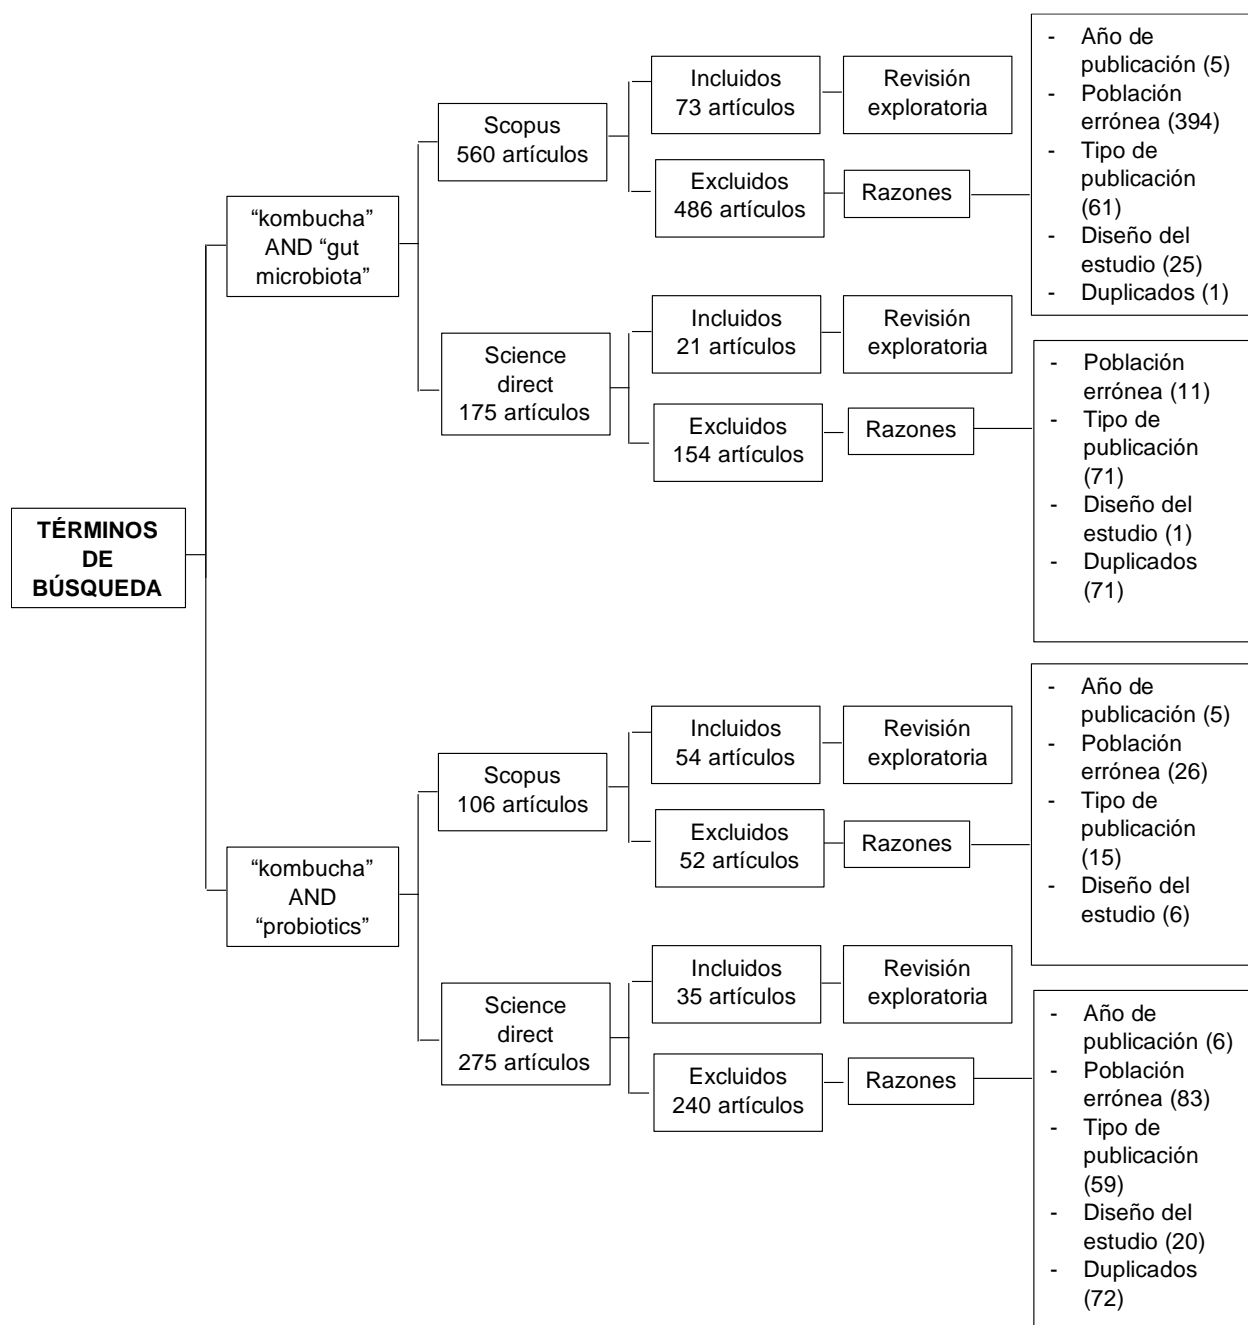 TÉRMINOS
DE
BÚSQUEDA
“kombucha”
AND “gut
microbiota”
Scopus
560 artículos
Incluidos
73 artículos
Revisión
exploratoria
Excluidos
486 artículos
Razones
- Año de
publicación (5)
- Población
errónea (394)
- Tipo de
publicación
(61)
- Diseño del
estudio (25)
- Duplicados (1)
Science
direct
175 artículos
Incluidos
21 artículos
Revisión
exploratoria
Excluidos
154 artículos
Razones
- Población
errónea (11)
- Tipo de
publicación
(71)
- Diseño del
estudio (1)
- Duplicados
(71)
“kombucha”
AND
“probiotics”
Scopus
106 artículos
Incluidos
54 artículos
Revisión
exploratoria
Excluidos
52 artículos
Razones
- Año de
publicación (5)
- Población
errónea (26)
- Tipo de
publicación
(15)
- Diseño del
estudio (6)
Science
direct
275 artículos
Incluidos
35 artículos
Revisión
exploratoria
Excluidos
240 artículos
Razones
- Año de
publicación (6)
- Población
errónea (83)
- Tipo de
publicación
(59)
- Diseño del
estudio (20)
- Duplicados
(72)